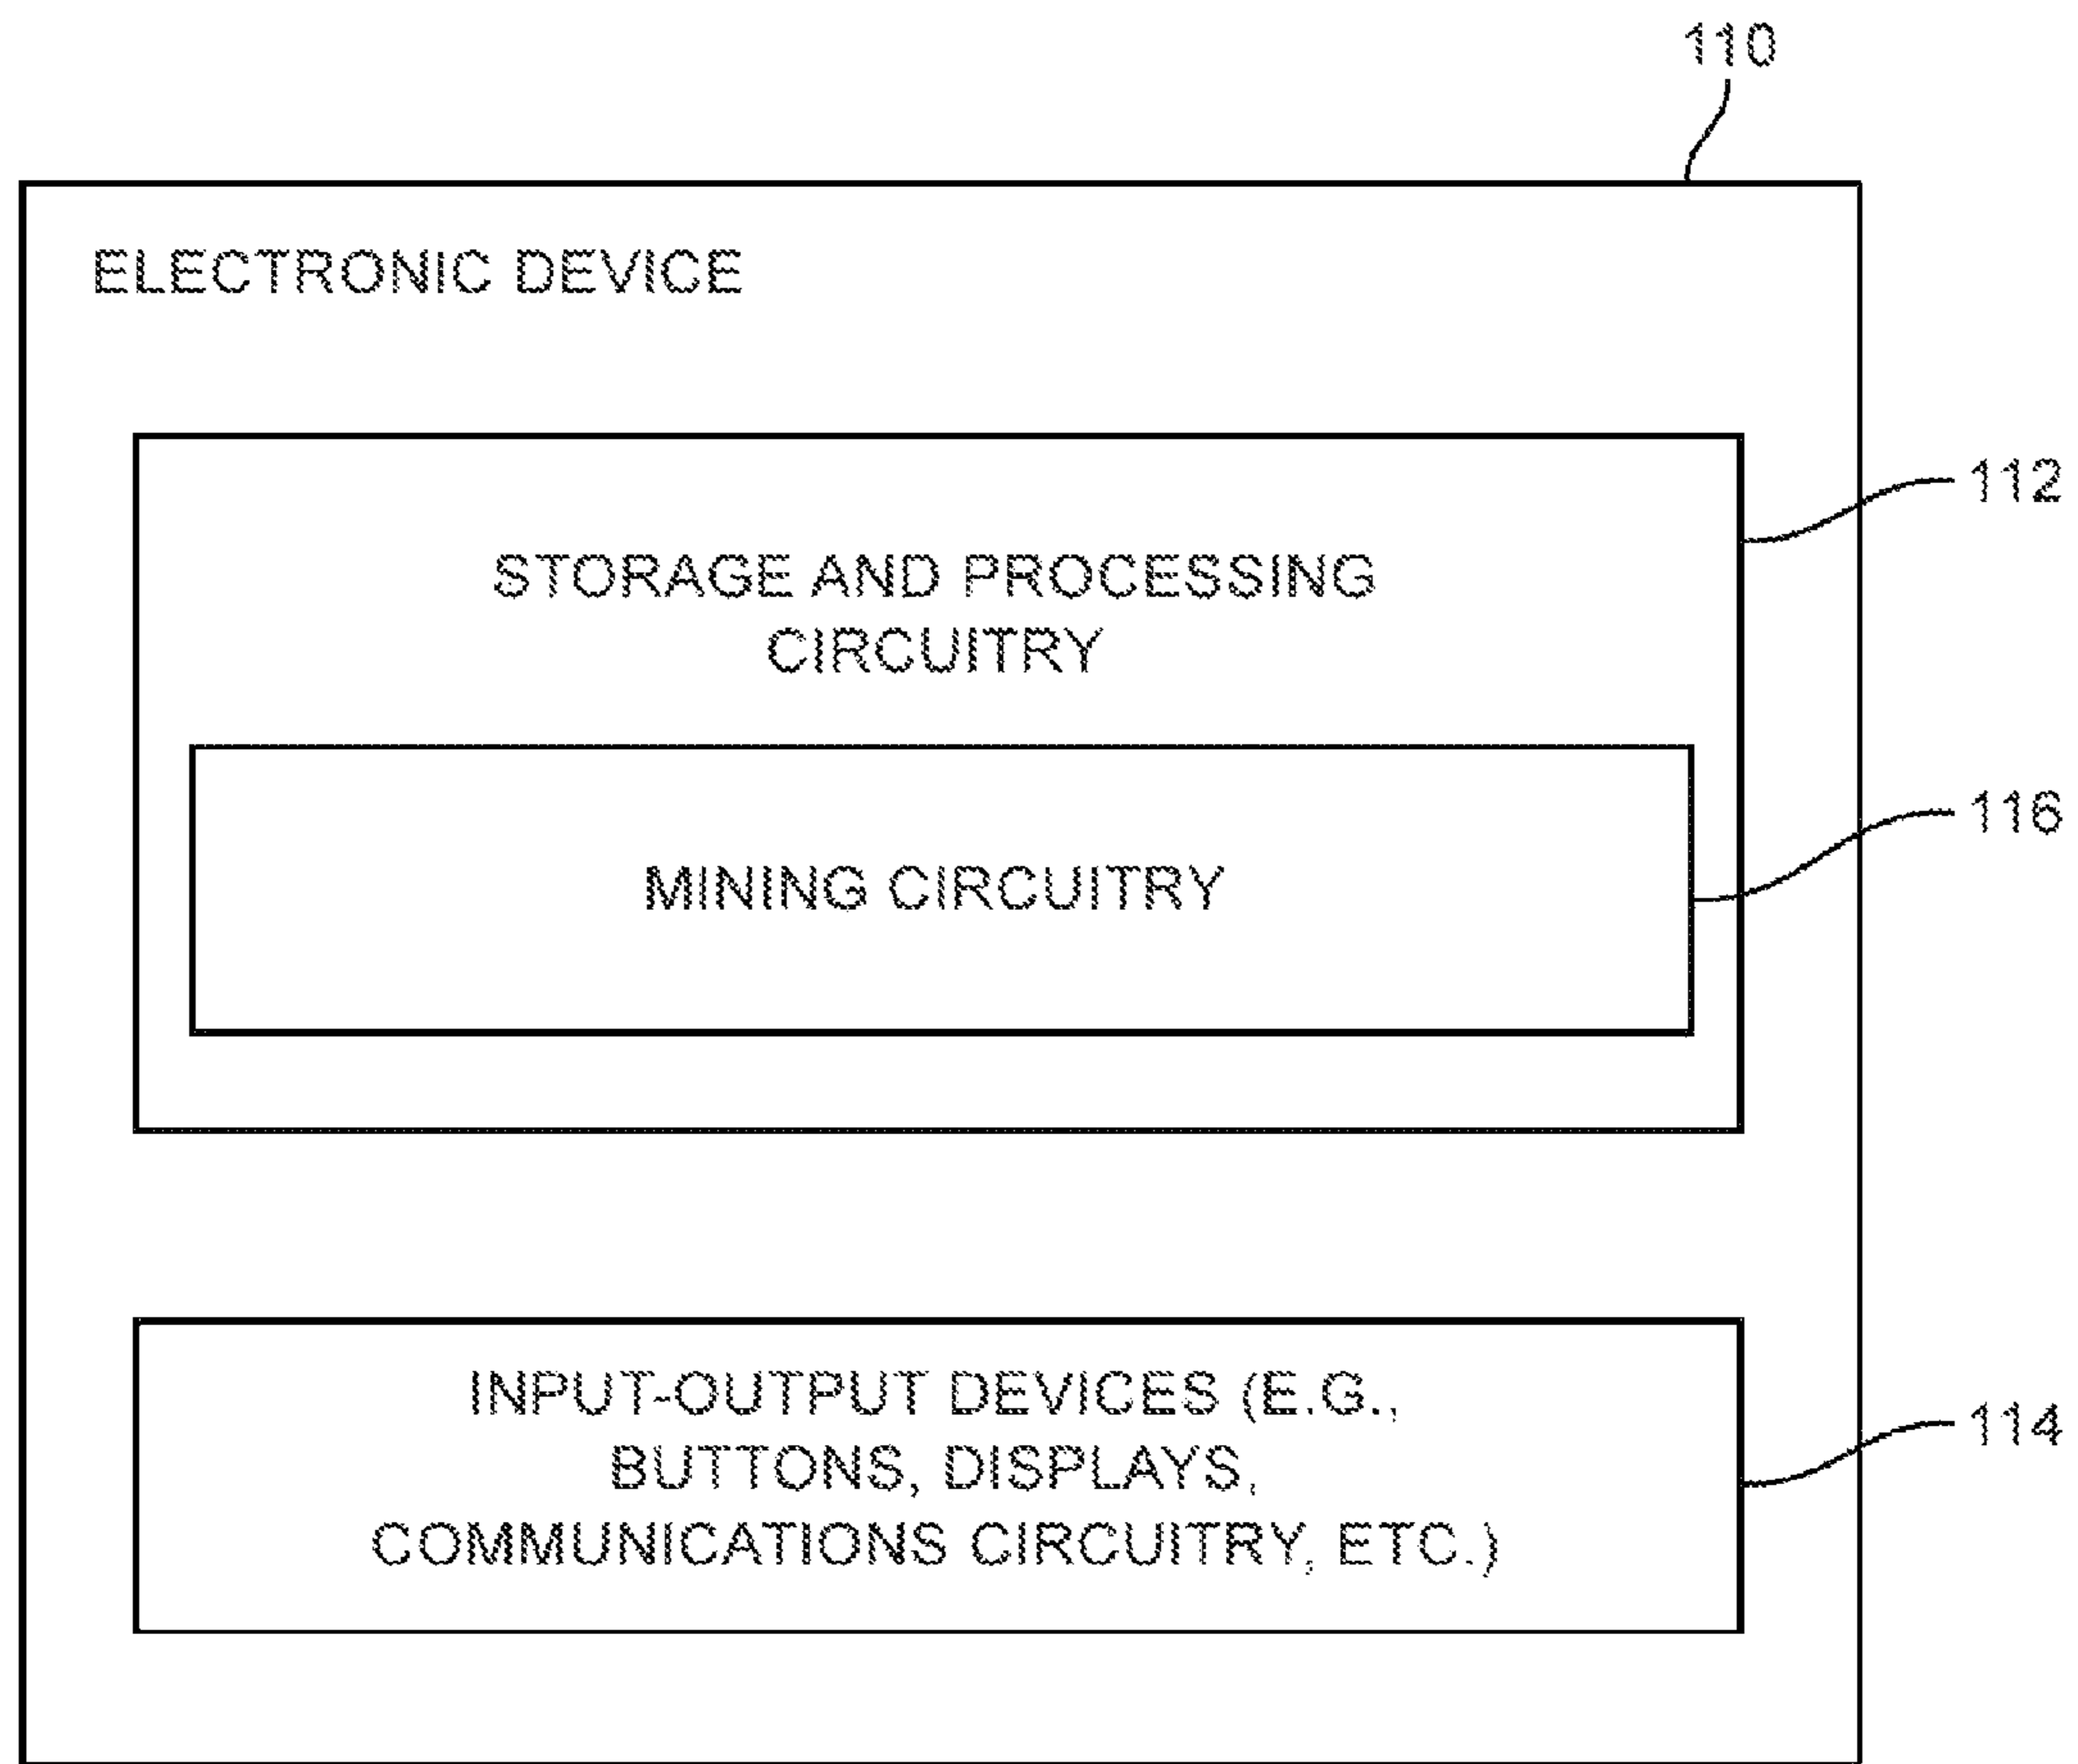 110
ELECTRONIC DEVICE
112
STORAGE AND PROCESSING
CIRCUITRY
116
MINING CIRCUITRY
INPUT-OUTPUT DEVICES (E.G.,
114
BUTTONS, DISPLAYS,
COMMUNICATIONS CIRCUITRY, ETC.)